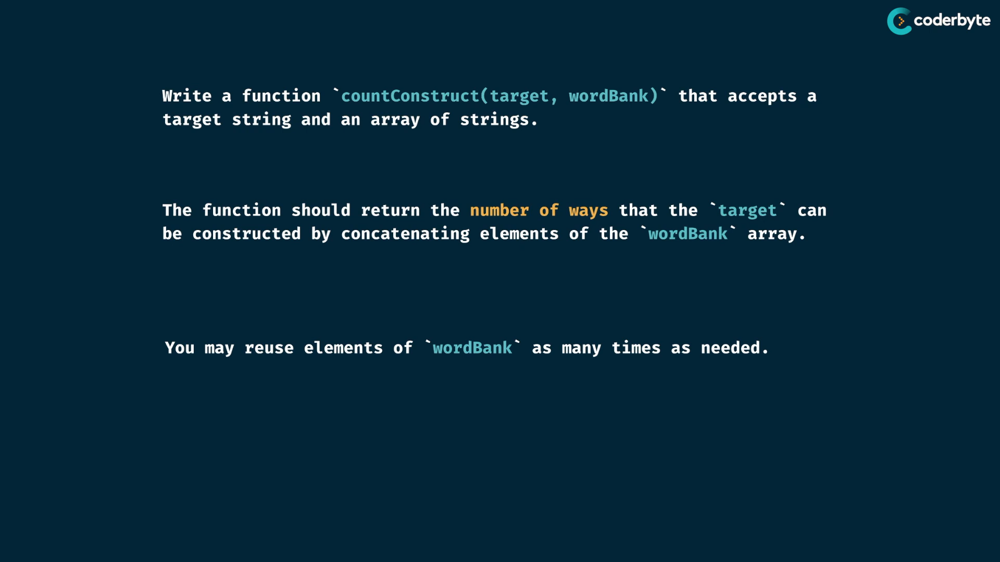 coderbyte
Write a function `countConstruct(target, wordBank)` that accepts a
target string and an array of strings.
The function should return the number of ways that the `target` can
be constructed by concatenating elements of the `wordBank` array.
You may reuse elements of `wordBank` as many times as needed.